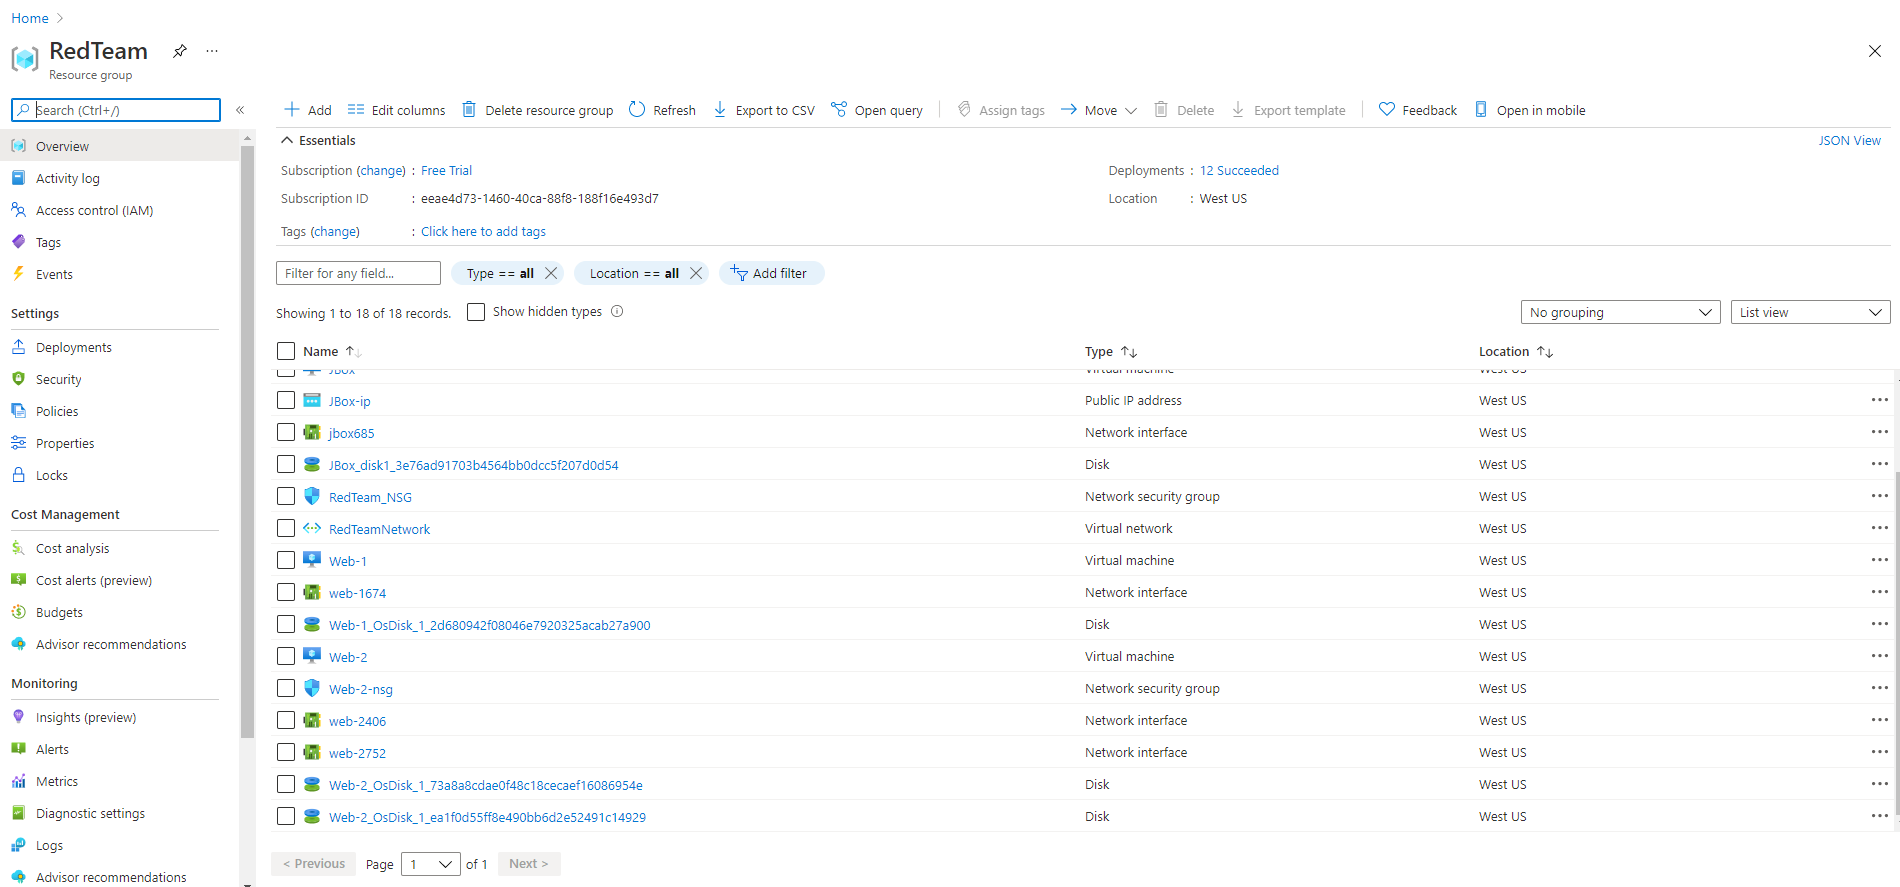 Home >
RedTeam
Resource group
Search (Ctrl+/)
«
Overview
Activity log
Access control (IAM)
Tags
Events
Settings
Deployments
Security
Policies
Properties
Locks
Cost Management
Cost analysis
Cost alerts (preview)
Budgets
Advisor recommendations
Monitoring
Insights (preview)
Alerts
Metrics
Diagnostic settings
Logs
Advisor recommendations
Add Edit columns Delete resource group Refresh Export to CSV Open query Assign tags Move Delete Export template Feedback Open in mobile
Essentials JSON View
Subscription (change) : Free Trial Deployments : 12 Succeeded
Subscription ID : eeae4d73-1460-40ca-88f8-188f16e493d7 Location : West US
Tags (change) : Click here to add tags
Filter for any field... Type == all Location == all Add filter
Showing 1 to 18 of 18 records. Show hidden types No grouping List view
Name Type Location
JBox Virtual machine West US
JBox-ip Public IP address West US
jbox685 Network interface West US
JBox_disk1_3e76ad91703b4564bb0dcc5f207d0d54 Disk West US
RedTeam_NSG Network security group West US
RedTeamNetwork Virtual network West US
Web-1 Virtual machine West US
web-1674 Network interface West US
Web-1_OsDisk_1_2d680942f08046e7920325acab27a900 Disk West US
Web-2 Virtual machine West US
Web-2-nsg Network security group West US
web-2406 Network interface West US
web-2752 Network interface West US
Web-2_OsDisk_1_73a8a8cdae0f48c18cecaef16086954e Disk West US
Web-2_OsDisk_1_ea1f0d55ff8e490bb6d2e52491c14929 Disk West US
< Previous Page 1 of 1 Next >